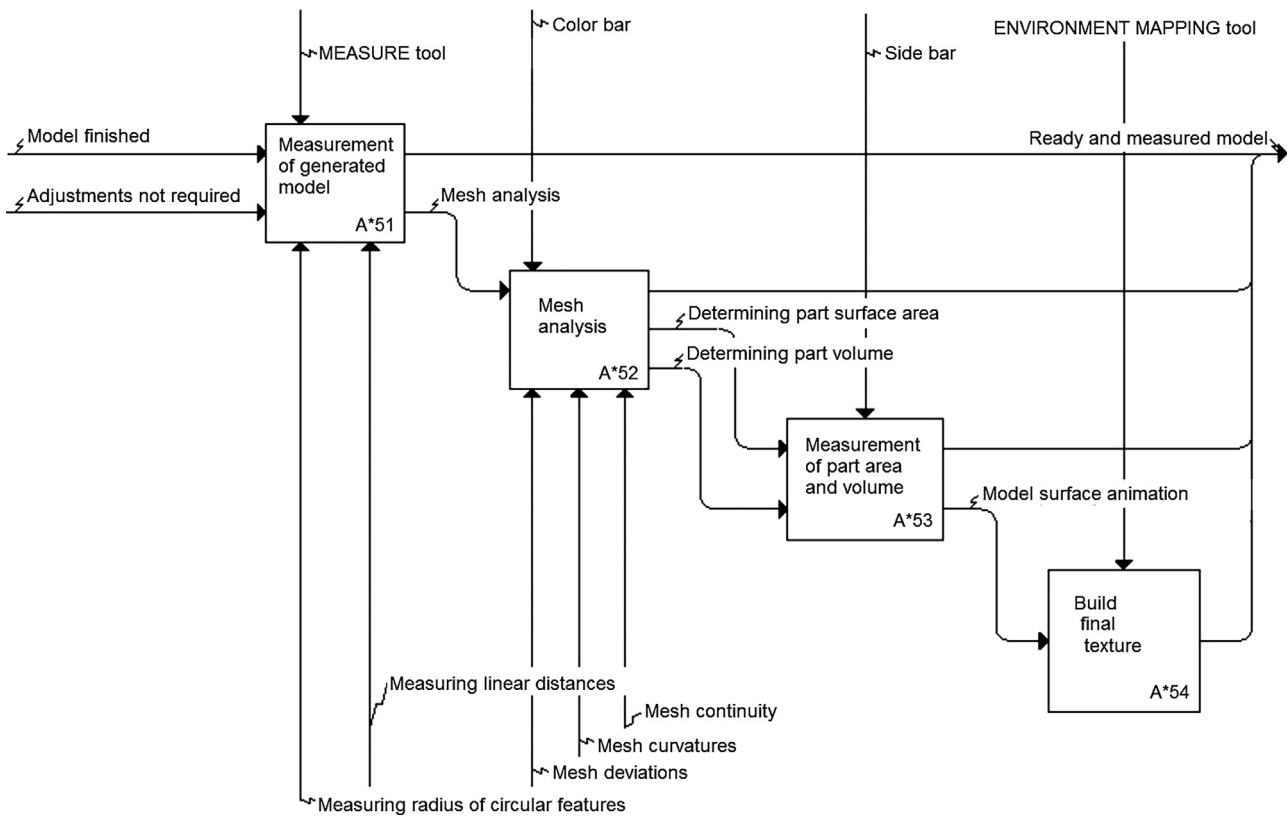 Color bar
MEASURE tool
Side bar
ENVIRONMENT MAPPING tool
Model finished
Adjustments not required
Measurement
of generated
model
A*51
Ready and measured model
Mesh analysis
Mesh
analysis
A*52
Determining part surface area
Determining part volume
Measurement
of part area
and volume
A*53
Model surface animation
Build
final
texture
A*54
Measuring linear distances
Mesh continuity
Mesh curvatures
Mesh deviations
Measuring radius of circular features